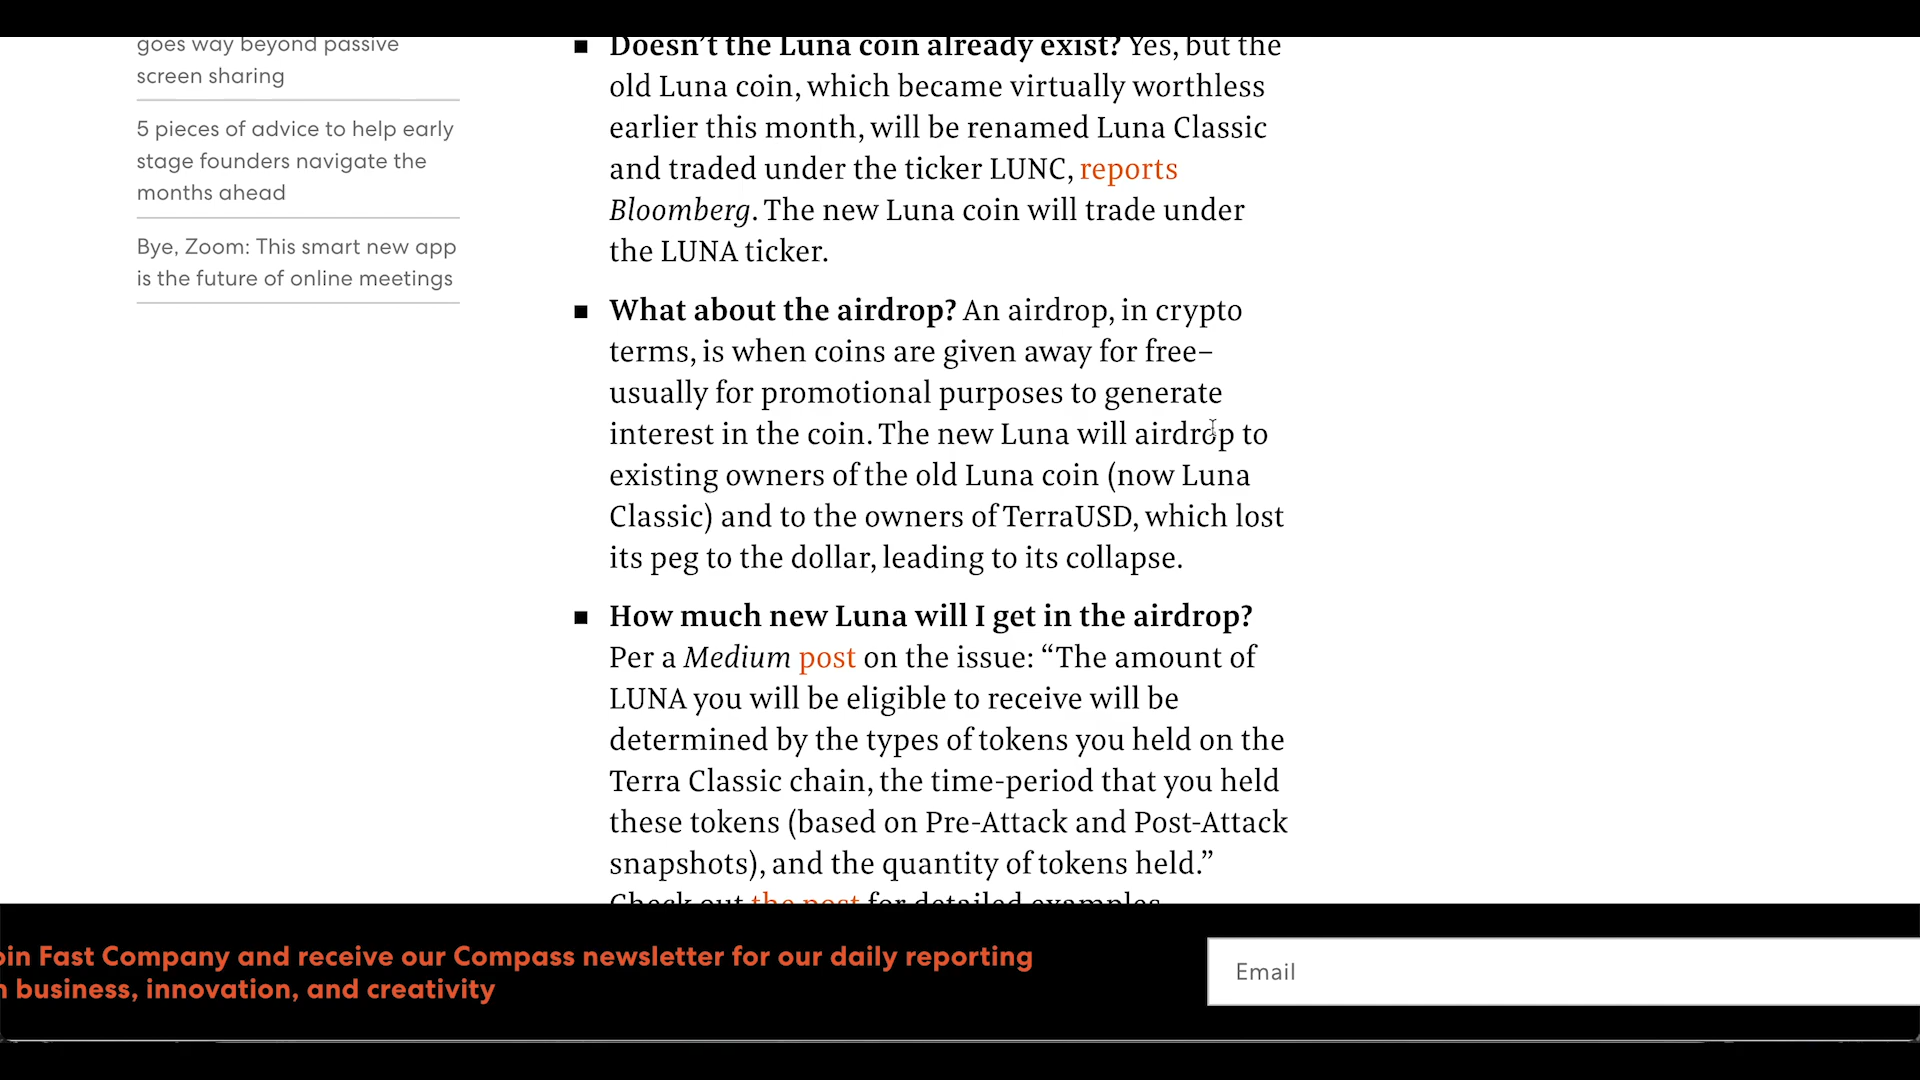 goes way beyond passive
screen sharing
5 pieces of advice to help early
stage founders navigate the
months ahead
Bye, Zoom: This smart new app
is the future of online meetings
Doesn’t the Luna coin already exist? Yes, but the
old Luna coin, which became virtually worthless
earlier this month, will be renamed Luna Classic
and traded under the ticker LUNC, reports
Bloomberg. The new Luna coin will trade under
the LUNA ticker.
What about the airdrop? An airdrop, in crypto
terms, is when coins are given away for free–
usually for promotional purposes to generate
interest in the coin. The new Luna will airdrop to
existing owners of the old Luna coin (now Luna
Classic) and to the owners of TerraUSD, which lost
its peg to the dollar, leading to its collapse.
How much new Luna will I get in the airdrop?
Per a Medium post on the issue: “The amount of
LUNA you will be eligible to receive will be
determined by the types of tokens you held on the
Terra Classic chain, the time-period that you held
these tokens (based on Pre-Attack and Post-Attack
snapshots), and the quantity of tokens held.”
Check out the post for detailed examples.
oin Fast Company and receive our Compass newsletter for our daily reporting
n business, innovation, and creativity
Email